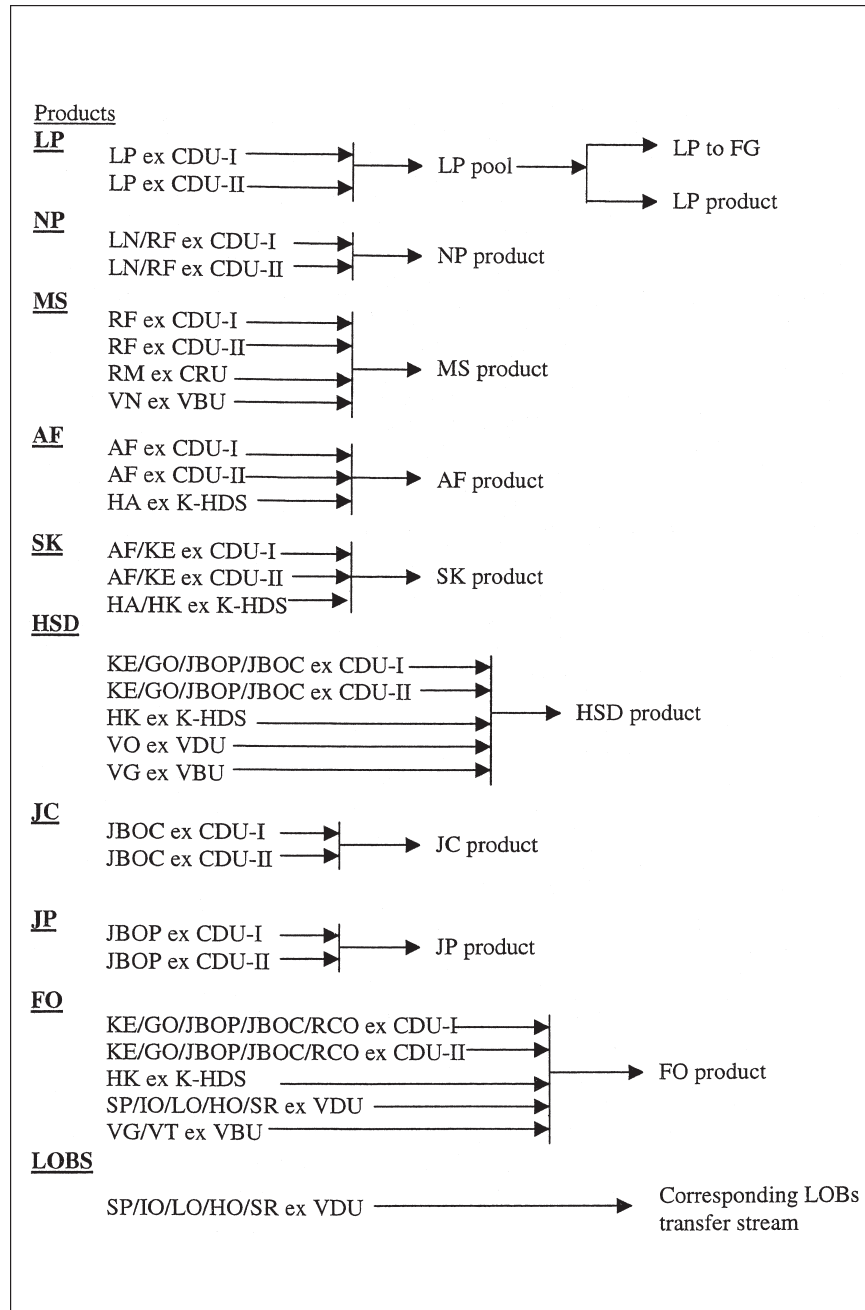 Products
LP
LP ex CDU-I
LP ex CDU-II
LP pool
LP to FG
LP product
NP
LN/RF ex CDU-I
LN/RF ex CDU-II
NP product
MS
RF ex CDU-I
RF ex CDU-II
RM ex CRU
VN ex VBU
MS product
AF
AF ex CDU-I
AF ex CDU-II
HA ex K-HDS
AF product
SK
AF/KE ex CDU-I
AF/KE ex CDU-II
HA/HK ex K-HDS
SK product
HSD
KE/GO/JBOP/JBOC ex CDU-I
KE/GO/JBOP/JBOC ex CDU-II
HK ex K-HDS
VO ex VDU
VG ex VBU
HSD product
JC
JBOC ex CDU-I
JBOC ex CDU-II
JC product
JP
JBOP ex CDU-I
JBOP ex CDU-II
JP product
FO
KE/GO/JBOP/JBOC/RCO ex CDU-I
KE/GO/JBOP/JBOC/RCO ex CDU-II
HK ex K-HDS
SP/IO/LO/HO/SR ex VDU
VG/VT ex VBU
FO product
LOBS
SP/IO/LO/HO/SR ex VDU
Corresponding LOBs
transfer stream